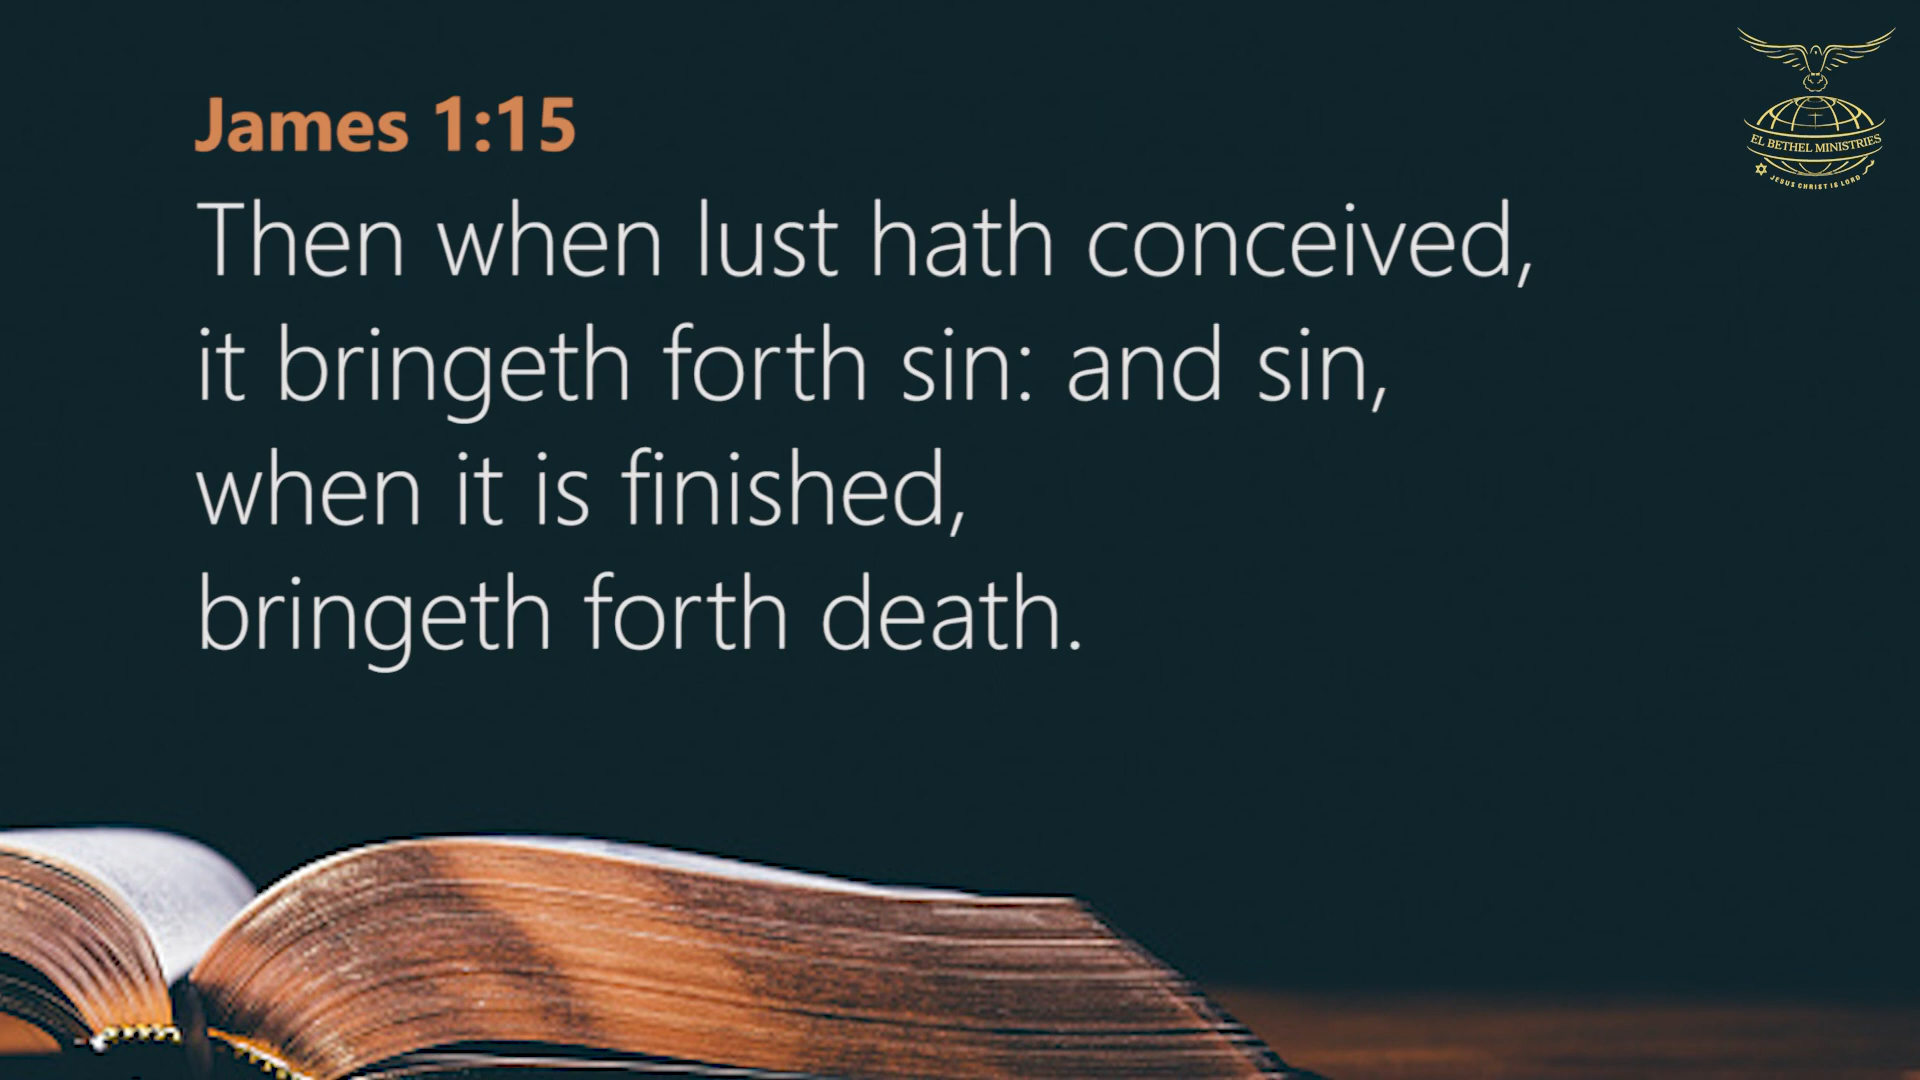 James 1:15
Then when lust hath conceived,
it bringeth forth sin: and sin,
when it is finished,
bringeth forth death.
EL BETHEL MINISTRIES
JESUS CHRIST IS LORD